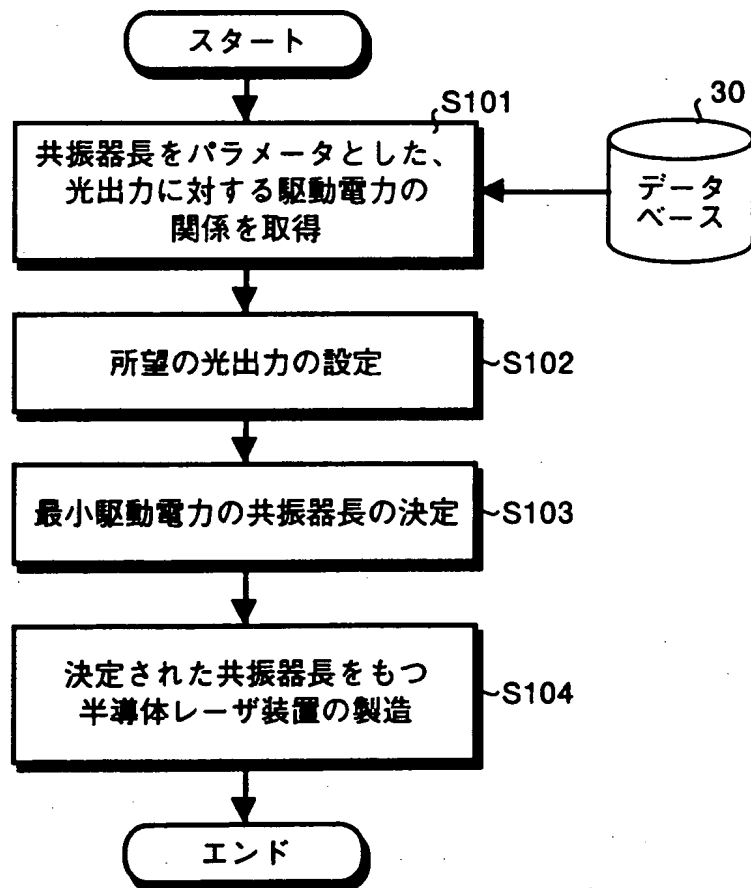 スタート
S101
共振器長をパラメータとした、
光出力に対する駆動電力の
関係を取得
30
データ
ベース
所望の光出力の設定
S102
最小駆動電力の共振器長の決定
S103
決定された共振器長をもつ
半導体レーザ装置の製造
S104
エンド